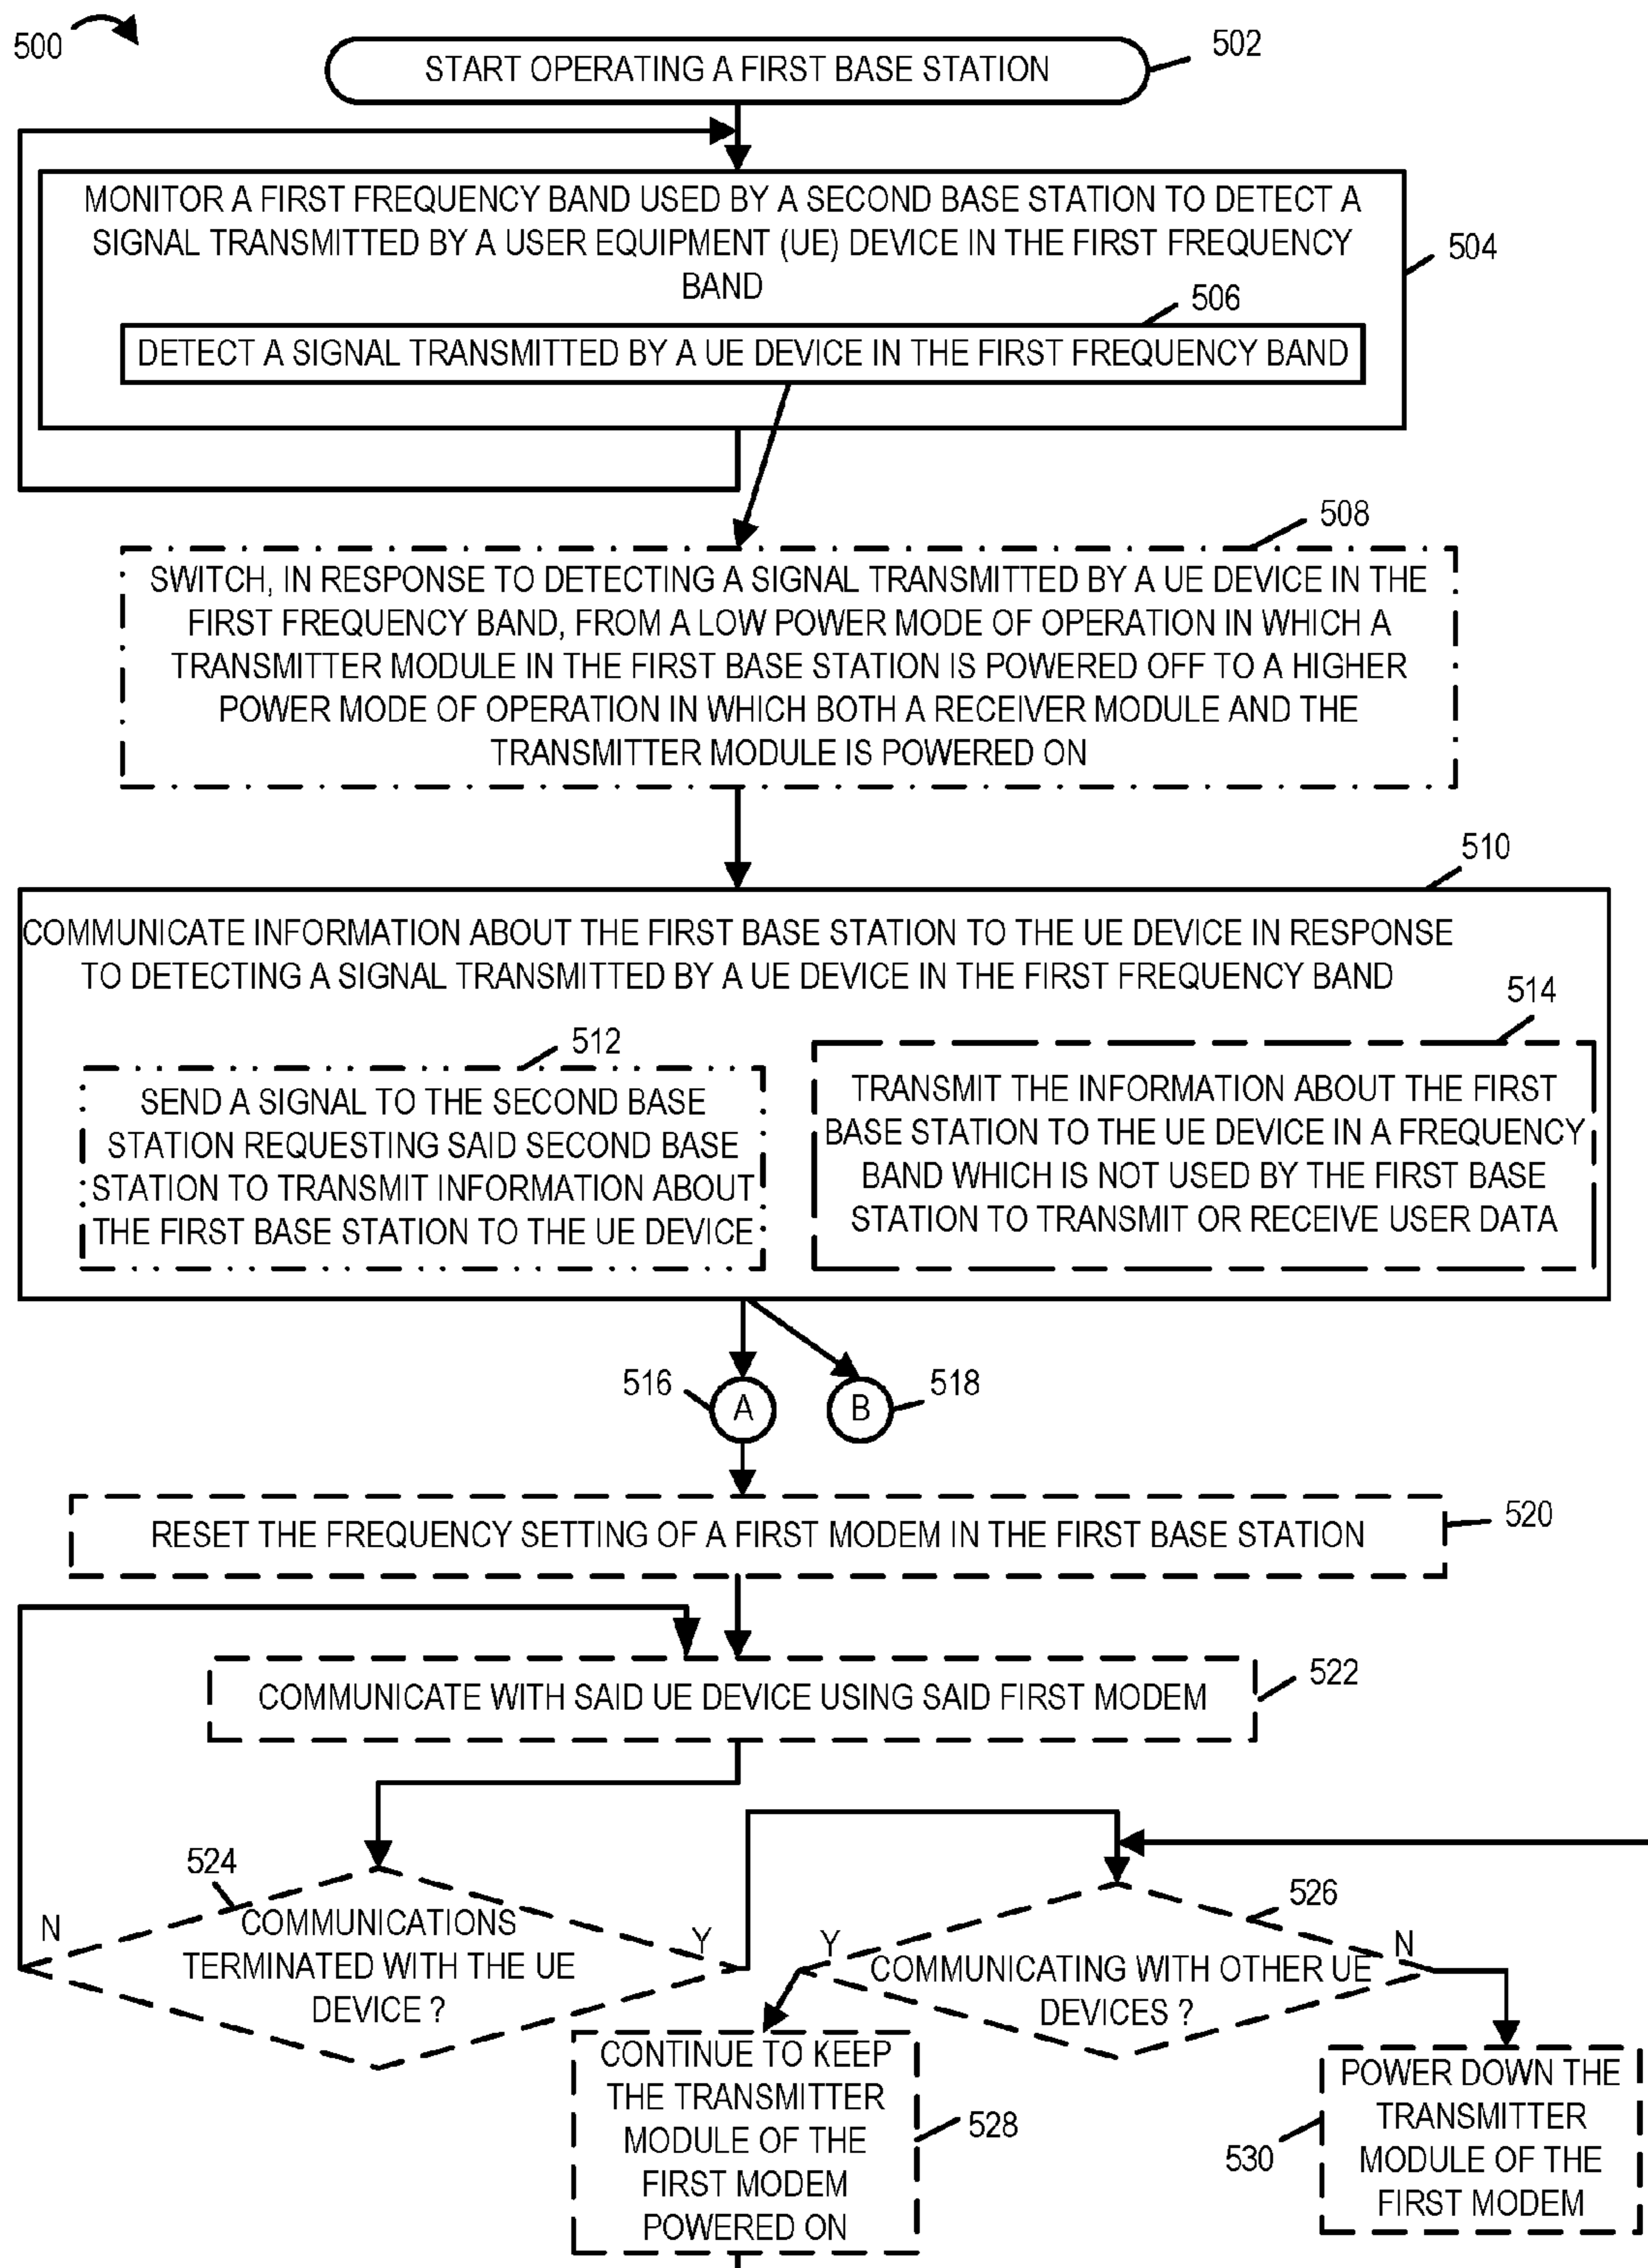 500
START OPERATING A FIRST BASE STATION
502
MONITOR A FIRST FREQUENCY BAND USED BY A SECOND BASE STATION TO DETECT A
SIGNAL TRANSMITTED BY A USER EQUIPMENT (UE) DEVICE IN THE FIRST FREQUENCY
BAND
504
506
DETECT A SIGNAL TRANSMITTED BY A UE DEVICE IN THE FIRST FREQUENCY BAND
508
SWITCH, IN RESPONSE TO DETECTING A SIGNAL TRANSMITTED BY A UE DEVICE IN THE
FIRST FREQUENCY BAND, FROM A LOW POWER MODE OF OPERATION IN WHICH A
TRANSMITTER MODULE IN THE FIRST BASE STATION IS POWERED OFF TO A HIGHER
POWER MODE OF OPERATION IN WHICH BOTH A RECEIVER MODULE AND THE
TRANSMITTER MODULE IS POWERED ON
510
COMMUNICATE INFORMATION ABOUT THE FIRST BASE STATION TO THE UE DEVICE IN RESPONSE
TO DETECTING A SIGNAL TRANSMITTED BY A UE DEVICE IN THE FIRST FREQUENCY BAND
512
SEND A SIGNAL TO THE SECOND BASE
STATION REQUESTING SAID SECOND BASE
STATION TO TRANSMIT INFORMATION ABOUT
THE FIRST BASE STATION TO THE UE DEVICE
514
TRANSMIT THE INFORMATION ABOUT THE FIRST
BASE STATION TO THE UE DEVICE IN A FREQUENCY
BAND WHICH IS NOT USED BY THE FIRST BASE
STATION TO TRANSMIT OR RECEIVE USER DATA
516
A
B
518
RESET THE FREQUENCY SETTING OF A FIRST MODEM IN THE FIRST BASE STATION
520
COMMUNICATE WITH SAID UE DEVICE USING SAID FIRST MODEM
522
524
N
COMMUNICATIONS
TERMINATED WITH THE UE
DEVICE ?
Y
526
Y
COMMUNICATING WITH OTHER UE
DEVICES ?
N
CONTINUE TO KEEP
THE TRANSMITTER
MODULE OF THE
FIRST MODEM
POWERED ON
528
POWER DOWN THE
TRANSMITTER
MODULE OF THE
FIRST MODEM
530